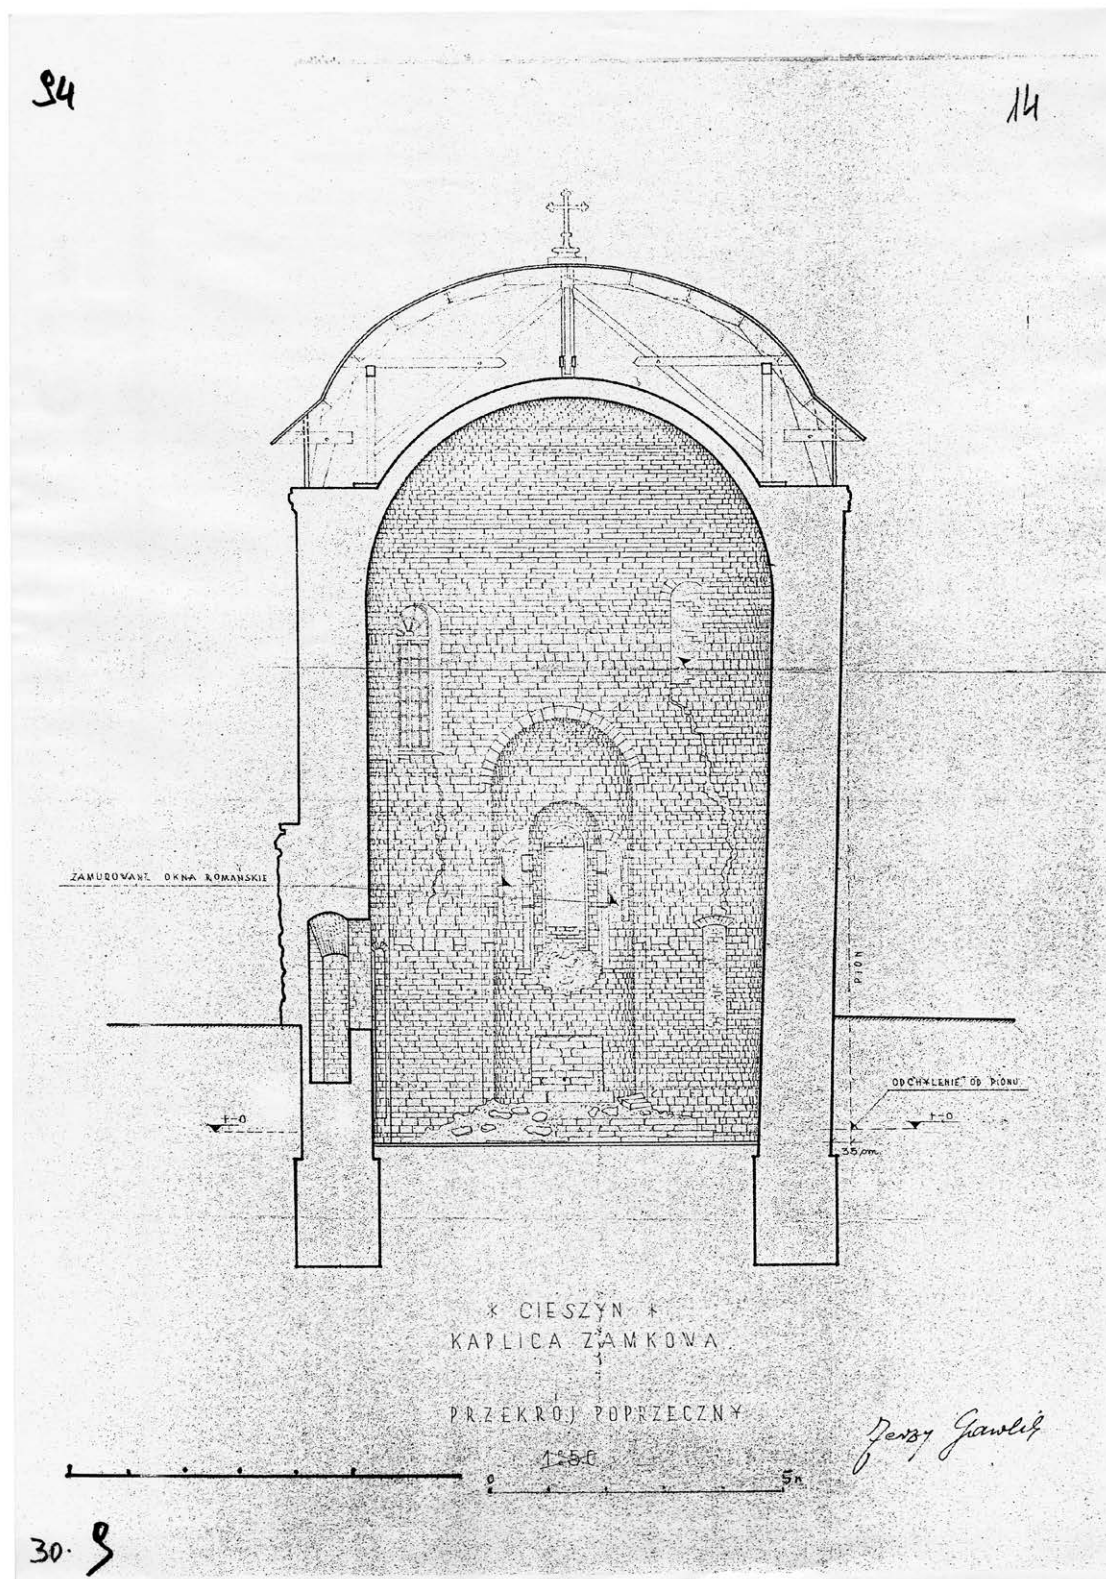 94
14
ZAMUROWANE OKNA ROMAŃSKIE
PION
ODCHYLENIE OD PIONU
+-0
+-0
35 cm.
* CIESZYN *
KAPLICA ZAMKOWA
PRZEKRÓJ POPRZECZNY
1:50
Jerzy Gawlik
0 5m
30. 9